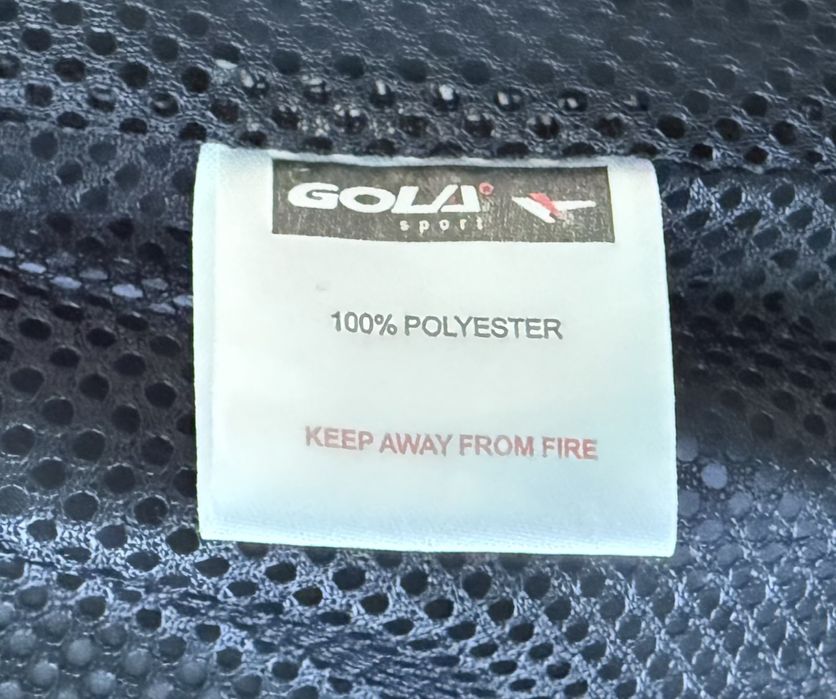 GOLA
sport
100% POLYESTER
KEEP AWAY FROM FIRE